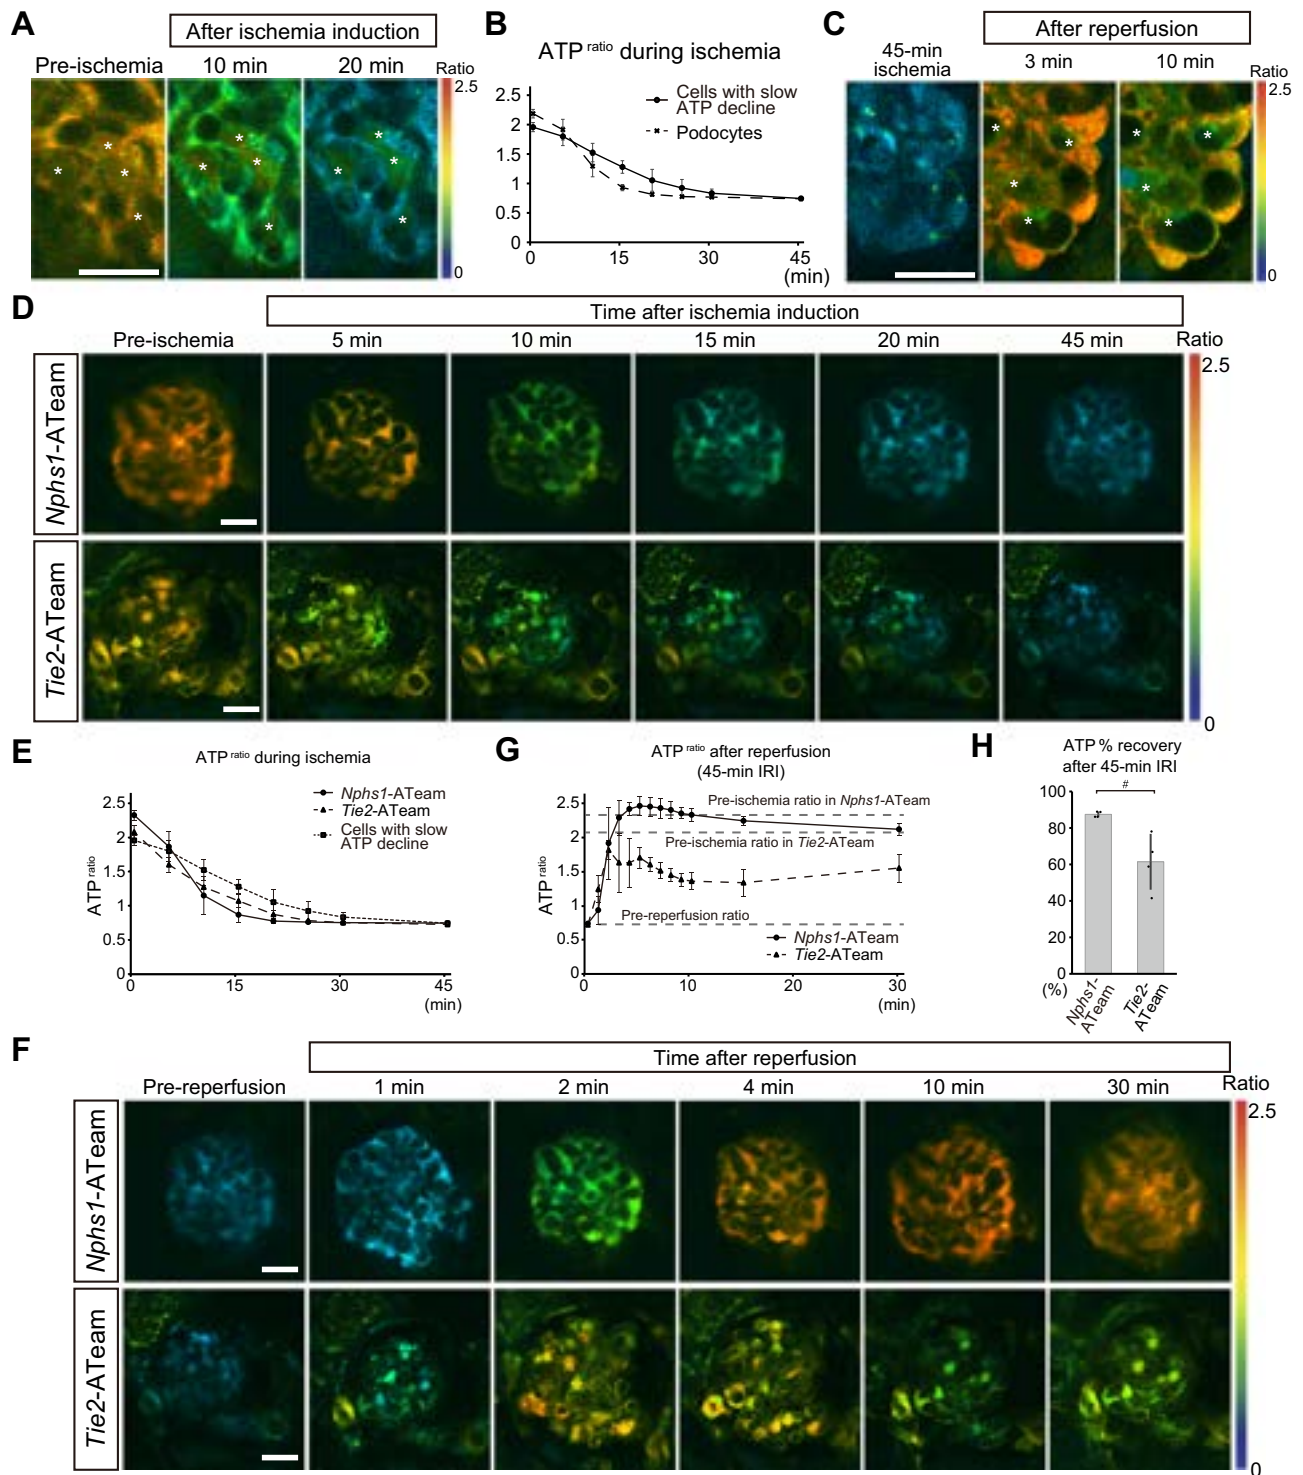 A
After ischemia induction
Pre-ischemia
10 min
20 min
Ratio
2.5
0
* * * *
* * * *
* * * *
B
ATP ratio during ischemia
Cells with slow
ATP decline
Podocytes
2.5
2
1.5
1
0.5
0
0 15 30 45
(min)
C
After reperfusion
45-min
ischemia
3 min
10 min
Ratio
2.5
0
* * * *
* * * *
D
Time after ischemia induction
Pre-ischemia
5 min
10 min
15 min
20 min
45 min
Ratio
2.5
0
Nphs1-ATeam
Tie2-ATeam
E
ATP ratio during ischemia
Nphs1-ATeam
Tie2-ATeam
Cells with slow
ATP decline
ATP ratio
2.5
2
1.5
1
0.5
0
0 15 30 45
(min)
G
ATP ratio after reperfusion
(45-min IRI)
Pre-ischemia ratio in Nphs1-ATeam
Pre-ischemia ratio in Tie2-ATeam
Pre-reperfusion ratio
Nphs1-ATeam
Tie2-ATeam
ATP ratio
2.5
2
1.5
1
0.5
0
0 10 20 30
(min)
H
ATP % recovery
after 45-min IRI
#
100
80
60
40
20
0
(%)
Nphs1-
ATeam
Tie2-
ATeam
F
Time after reperfusion
Pre-reperfusion
1 min
2 min
4 min
10 min
30 min
Ratio
2.5
0
Nphs1-ATeam
Tie2-ATeam